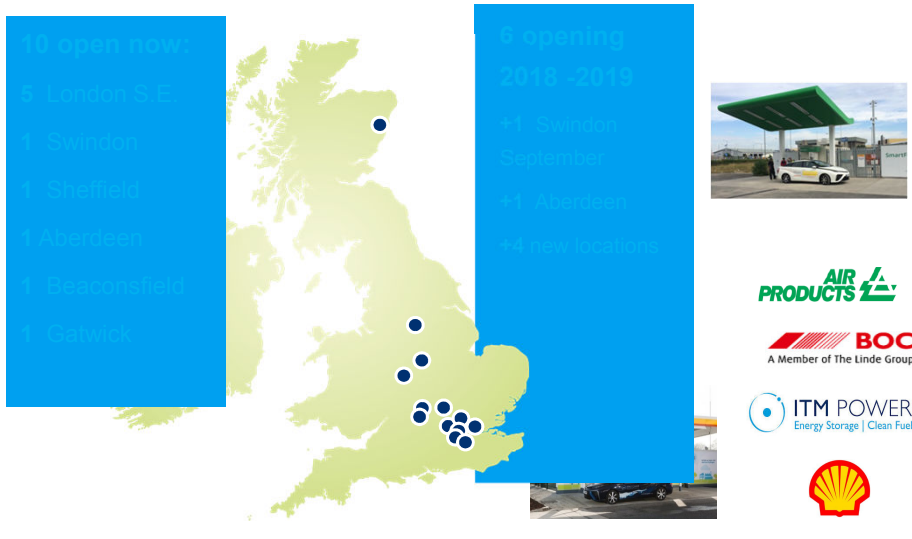 10 open now:
5 London S.E.
1 Swindon
1 Sheffield
1 Aberdeen
1 Beaconsfield
1 Gatwick
6 opening
2018 -2019
+1 Swindon
September
+1 Aberdeen
+4 new locations
SmartF
AIR
PRODUCTS
BOC
A Member of The Linde Group
ITM POWER
Energy Storage | Clean Fuel